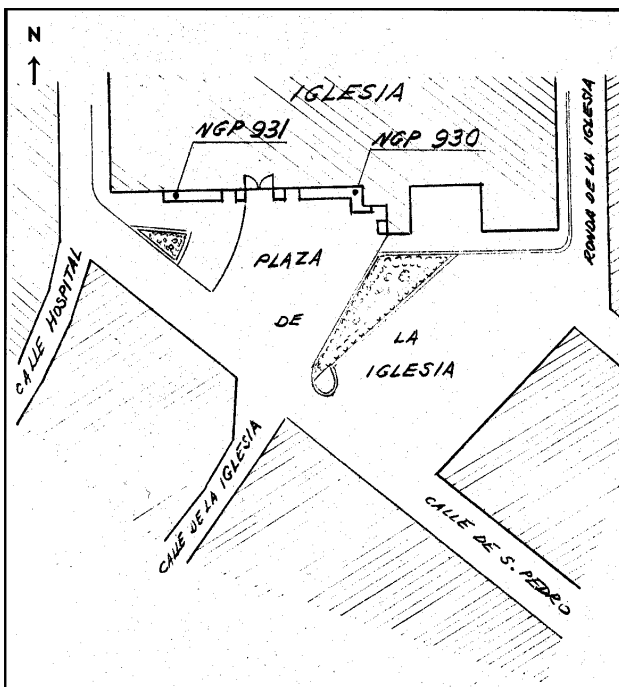 N
IGLESIA
NGP 931
NGP 930
RONDA DE LA IGLESIA
PLAZA
DE
LA
IGLESIA
CALLE HOSPITAL
CALLE DE LA IGLESIA
CALLE DE S. PEDRO